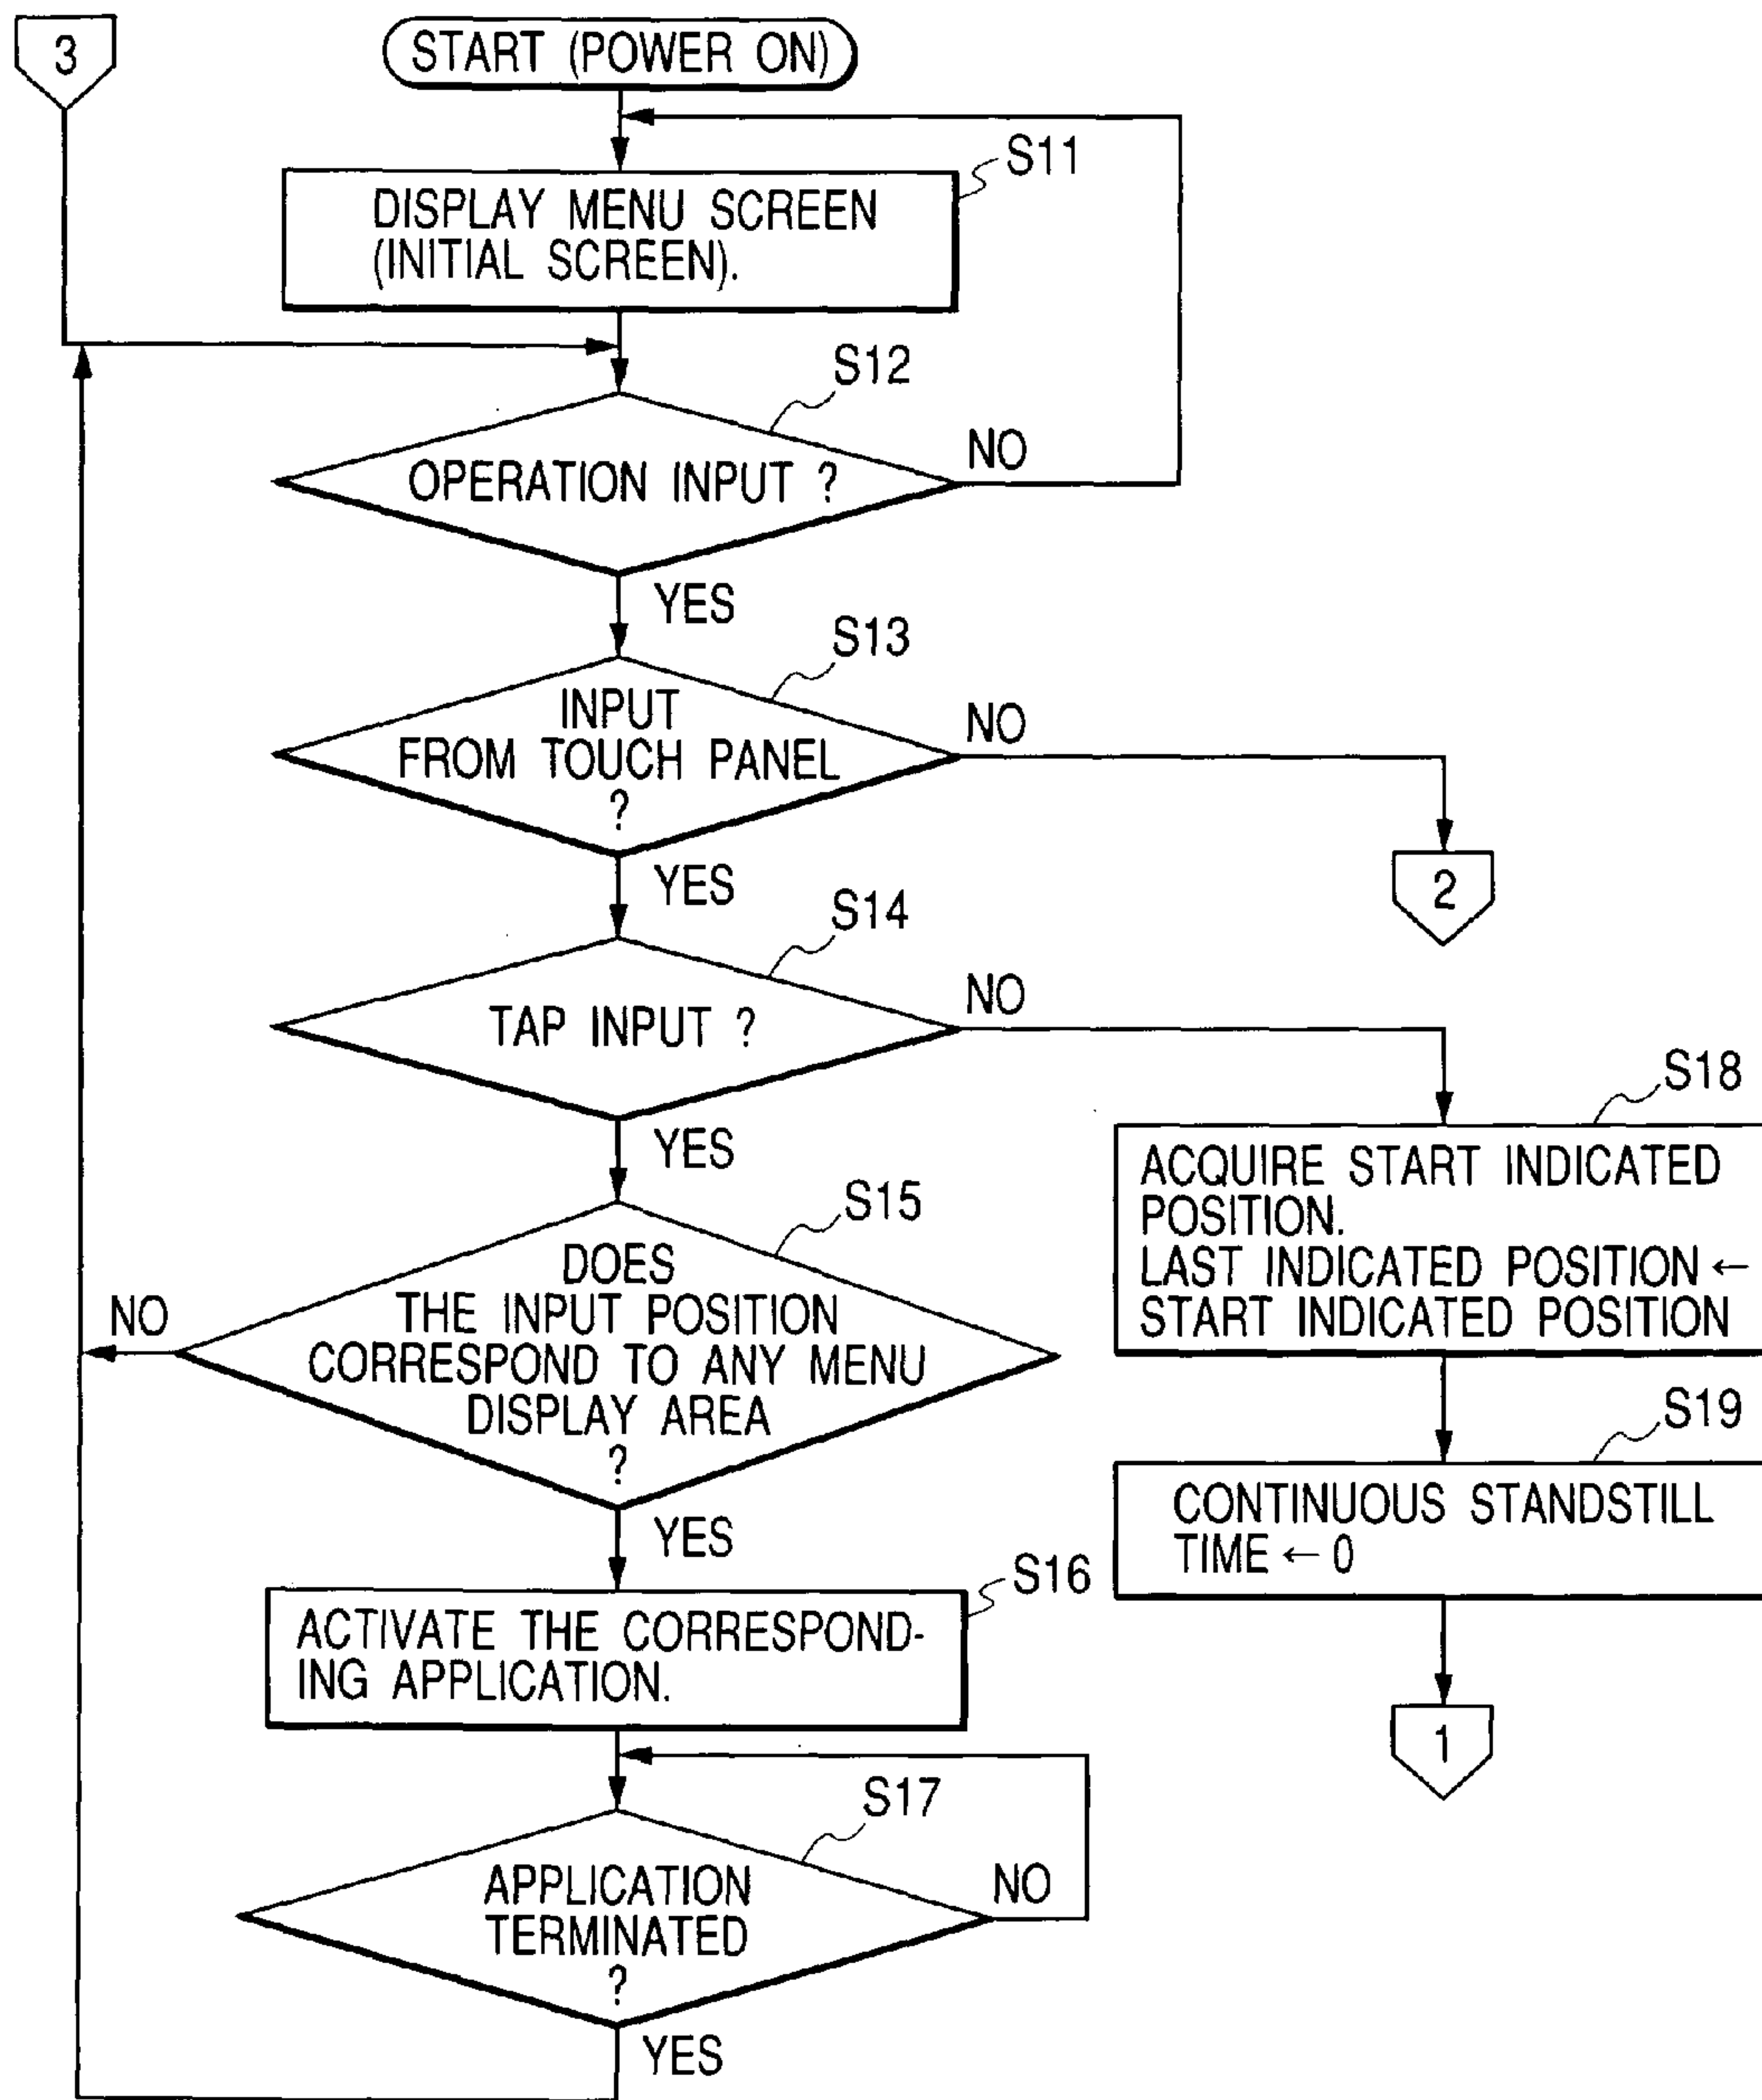 3
START (POWER ON)
S11
DISPLAY MENU SCREEN
(INITIAL SCREEN).
S12
OPERATION INPUT ?
NO
YES
S13
INPUT
FROM TOUCH PANEL
?
NO
2
YES
S14
TAP INPUT ?
NO
YES
S15
DOES
THE INPUT POSITION
CORRESPOND TO ANY MENU
DISPLAY AREA
?
NO
YES
S16
ACTIVATE THE CORRESPOND-
ING APPLICATION.
S17
APPLICATION
TERMINATED
?
NO
YES
S18
ACQUIRE START INDICATED
POSITION.
LAST INDICATED POSITION ←
START INDICATED POSITION
S19
CONTINUOUS STANDSTILL
TIME ← 0
1